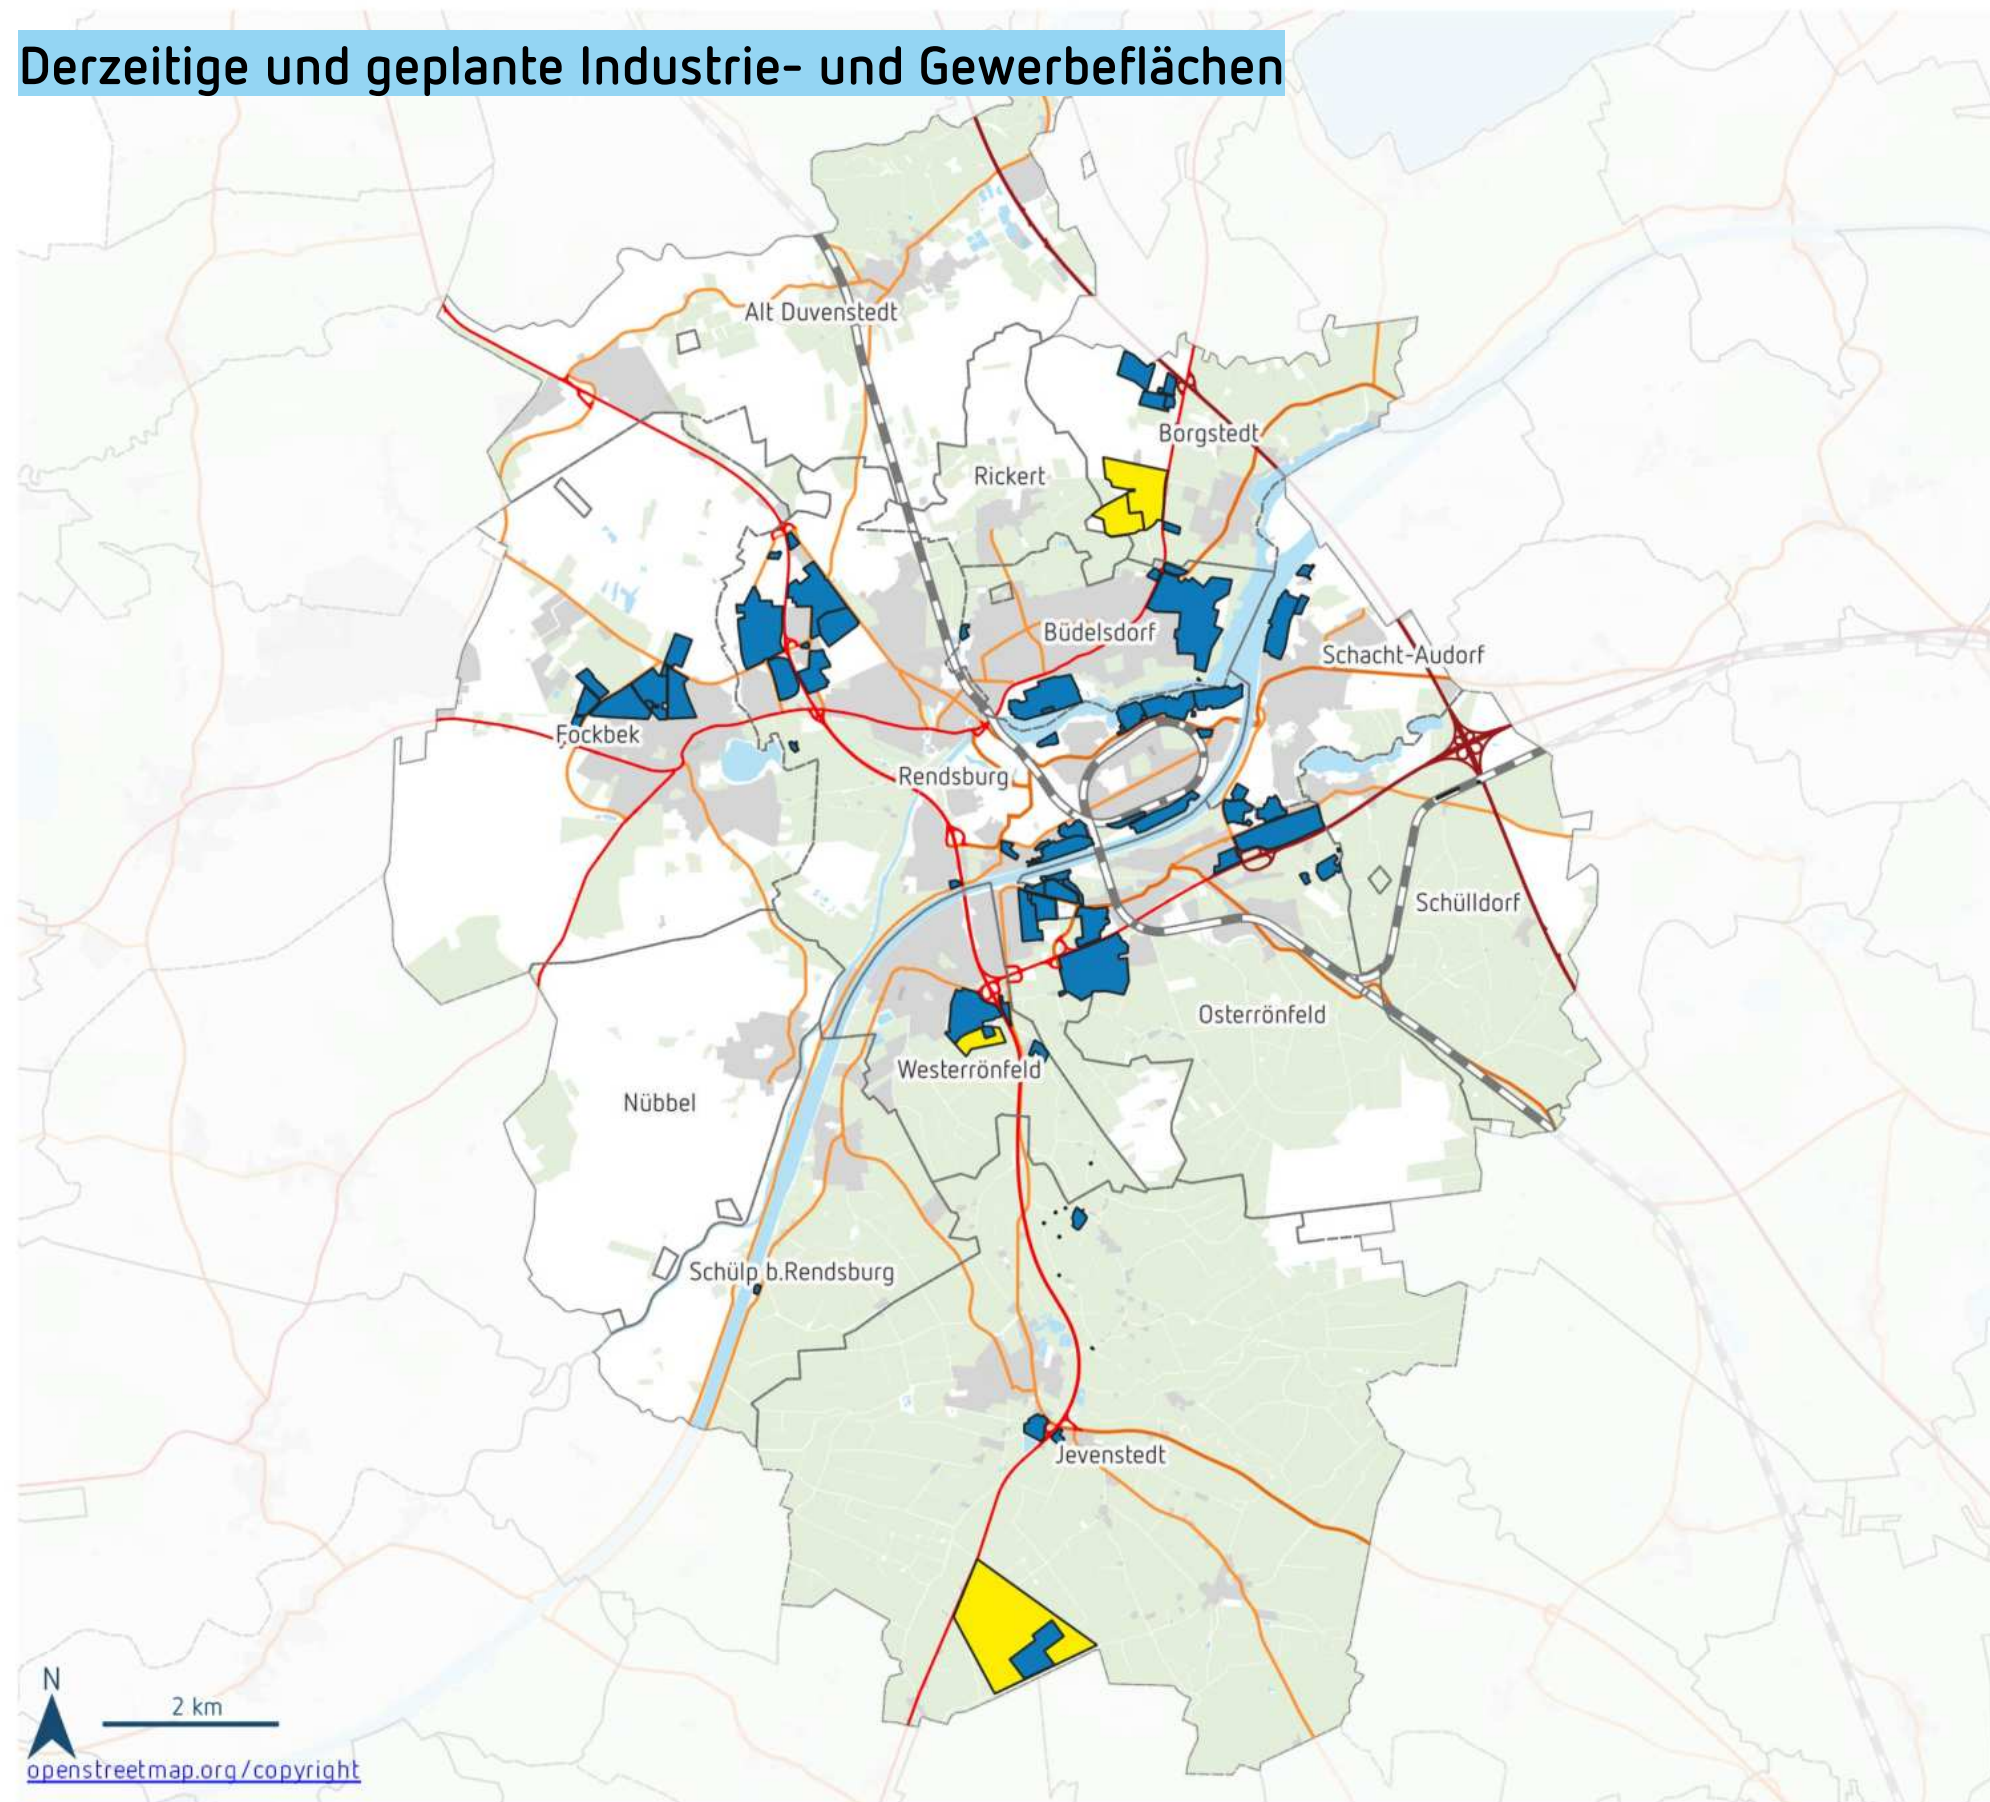 Derzeitige und geplante Industrie- und Gewerbeflächen
Alt Duvenstedt
Borgstedt
Rickert
Büdelsdorf
Schacht-Audorf
Fockbek
Rendsburg
Schülldorf
Osterrönfeld
Westerrönfeld
Nübbel
Schülp b.Rendsburg
Jevenstedt
N
2 km
openstreetmap.org/copyright